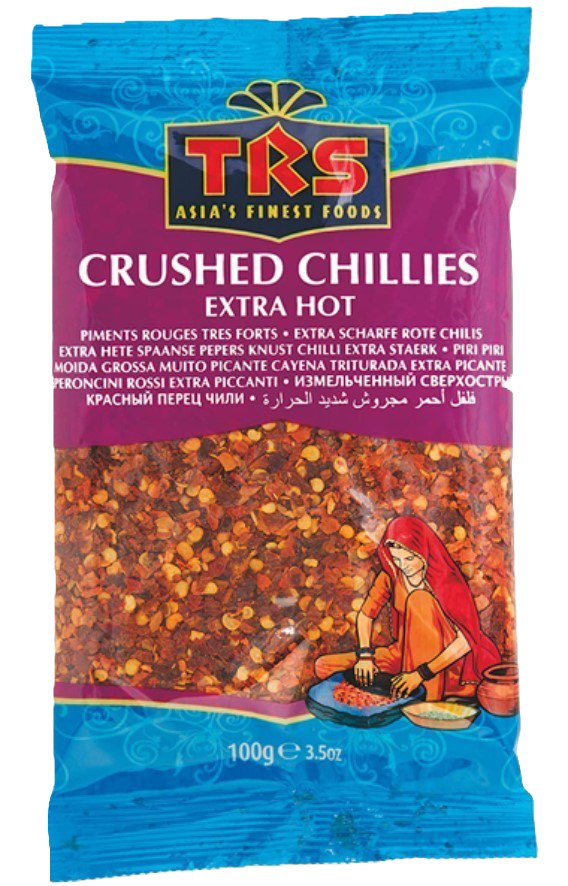 TRS
ASIA'S FINEST FOODS
CRUSHED CHILLIES
EXTRA HOT
PIMENTS ROUGES TRES FORTS • EXTRA SCHARFE ROTE CHILIS
EXTRA HETE SPAANSE PEPERS KNUST CHILLI EXTRA STAERK • PIRI PIRI
MOIDA GROSSA MUITO PICANTE CAYENA TRITURADA EXTRA PICANTE
PERONCINI ROSSI EXTRA PICCANTI • ИЗМЕЛЬЧЕННЫЙ СВЕРХОСТРЫ
КРАСНЫЙ ПЕРЕЦ ЧИЛИ • فلفل أحمر مجروش شديد الحرارة
100g ℮ 3.5oz